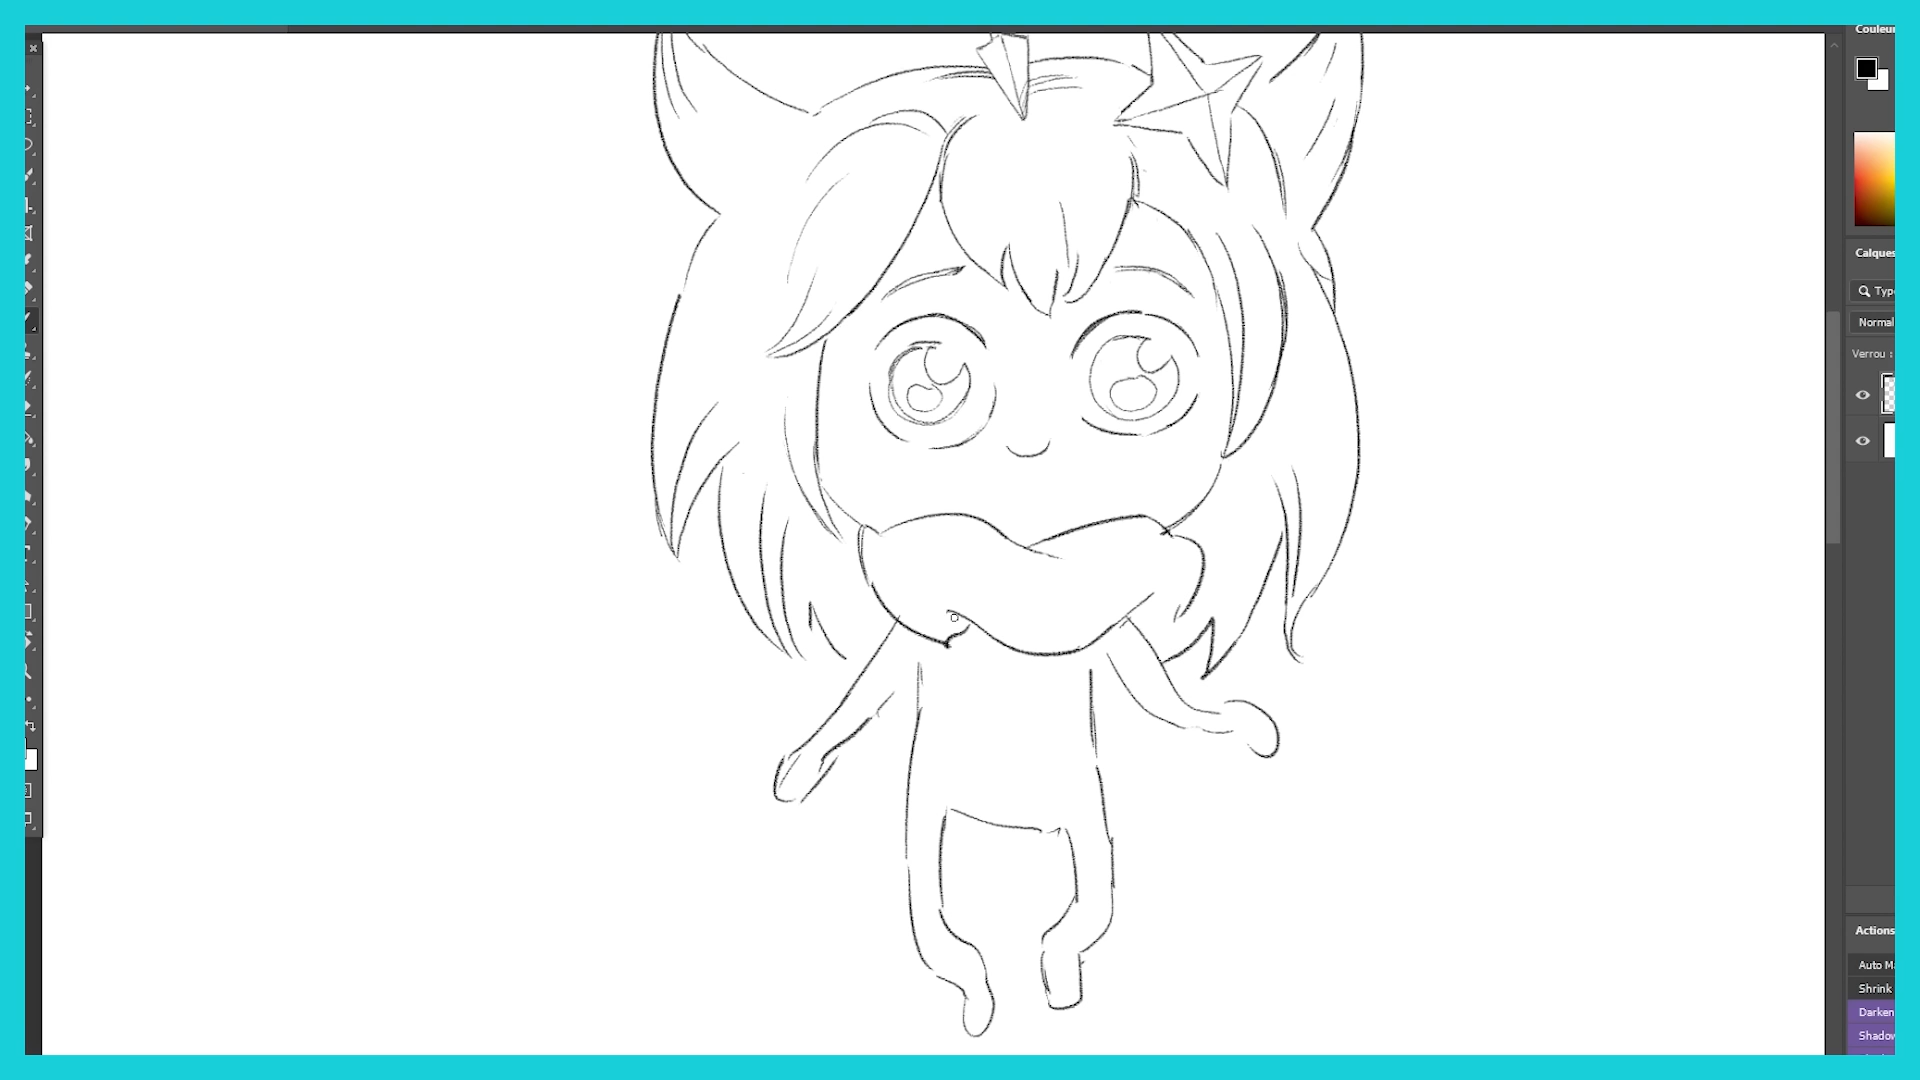 Couleur
Calques
Typ
Normal
Verrou :
Actions
Auto M
Shrink
Darken
Shadow